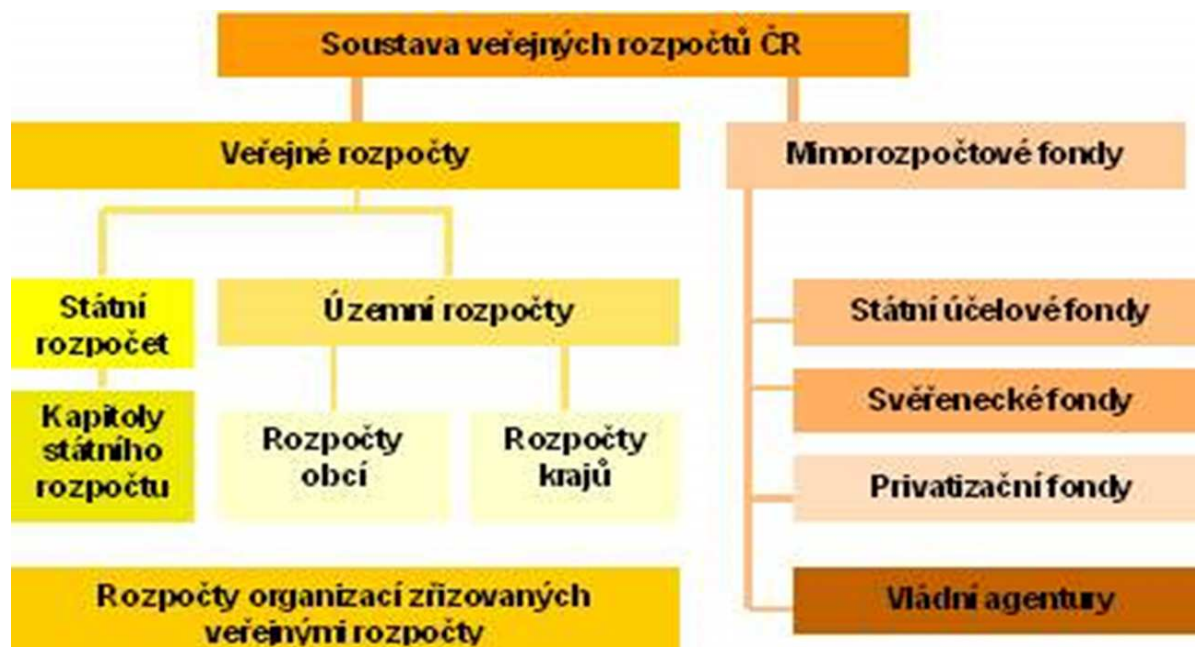 Soustava veřejných rozpočtů ČR
Veřejné rozpočty
Mimorozpočtové fondy
Státní
rozpočet
Územní rozpočty
Státní účelové fondy
Kapitoly
státního
rozpočtu
Rozpočty
obcí
Rozpočty
krajů
Svěřenecké fondy
Privatizační fondy
Rozpočty organizací zřizovaných
veřejnými rozpočty
Vládní agentury